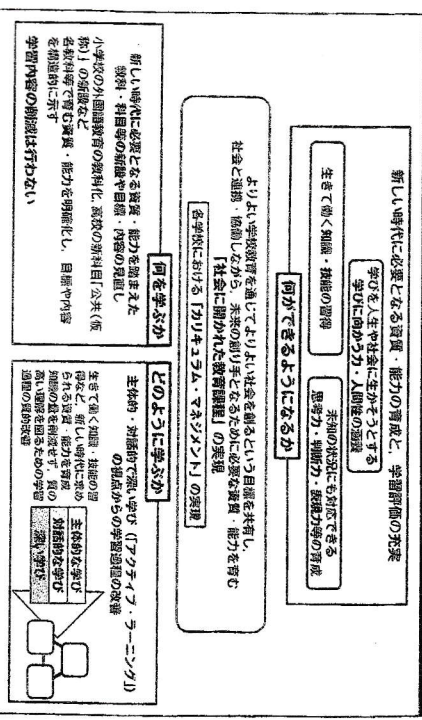 新しい時代に必要となる資質・能力の育成と、学習評価の充実
学びを人生や社会に生かそうとする
学びに向かう力・人間性の涵養
生きて働く知識・技能の習得
未知の状況にも対応できる
思考力・判断力・表現力等の育成
何ができるようになるか
よりよい学校教育を通じてよりよい社会を創るという目標を共有し、
社会と連携・協働しながら、未来の創り手となるために必要な資質・能力を育む
「社会に開かれた教育課程」の実現
各学校における「カリキュラム・マネジメント」の実現
何を学ぶか
新しい時代に必要となる資質・能力を踏まえた
教科・科目等の新設や目標・内容の見直し
小学校の外国語教育の教科化、高校の新科目「公共（仮
称）」の新設など
各教科等で育む資質・能力を明確化し、目標や内容
を構造的に示す
学習内容の削減は行わない
どのように学ぶか
主体的・対話的で深い学び（「アクティブ・ラーニング」）
の視点からの学習過程の改善
生きて働く知識・技能の習
得など、新しい時代に求め
られる資質・能力を育成
知識の量を削減せず、質の
高い理解を図るための学習
過程の質的改善
主体的な学び
対話的な学び
深い学び